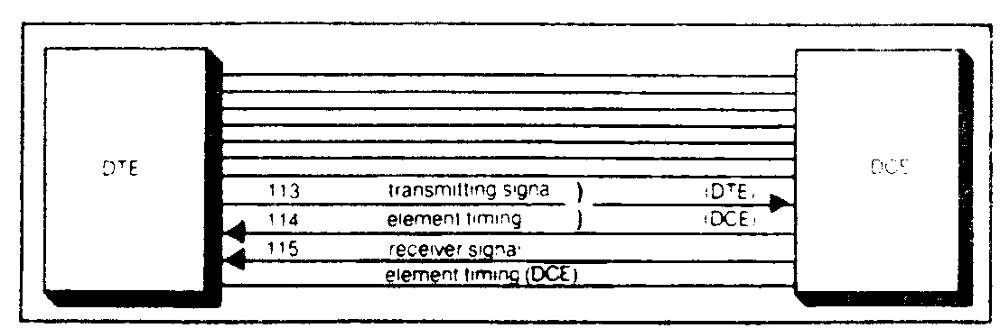 DTE
DCE
113 transmitting signal ) (DTE)
114 element timing ) (DCE)
115 receiver signal
element timing (DCE)